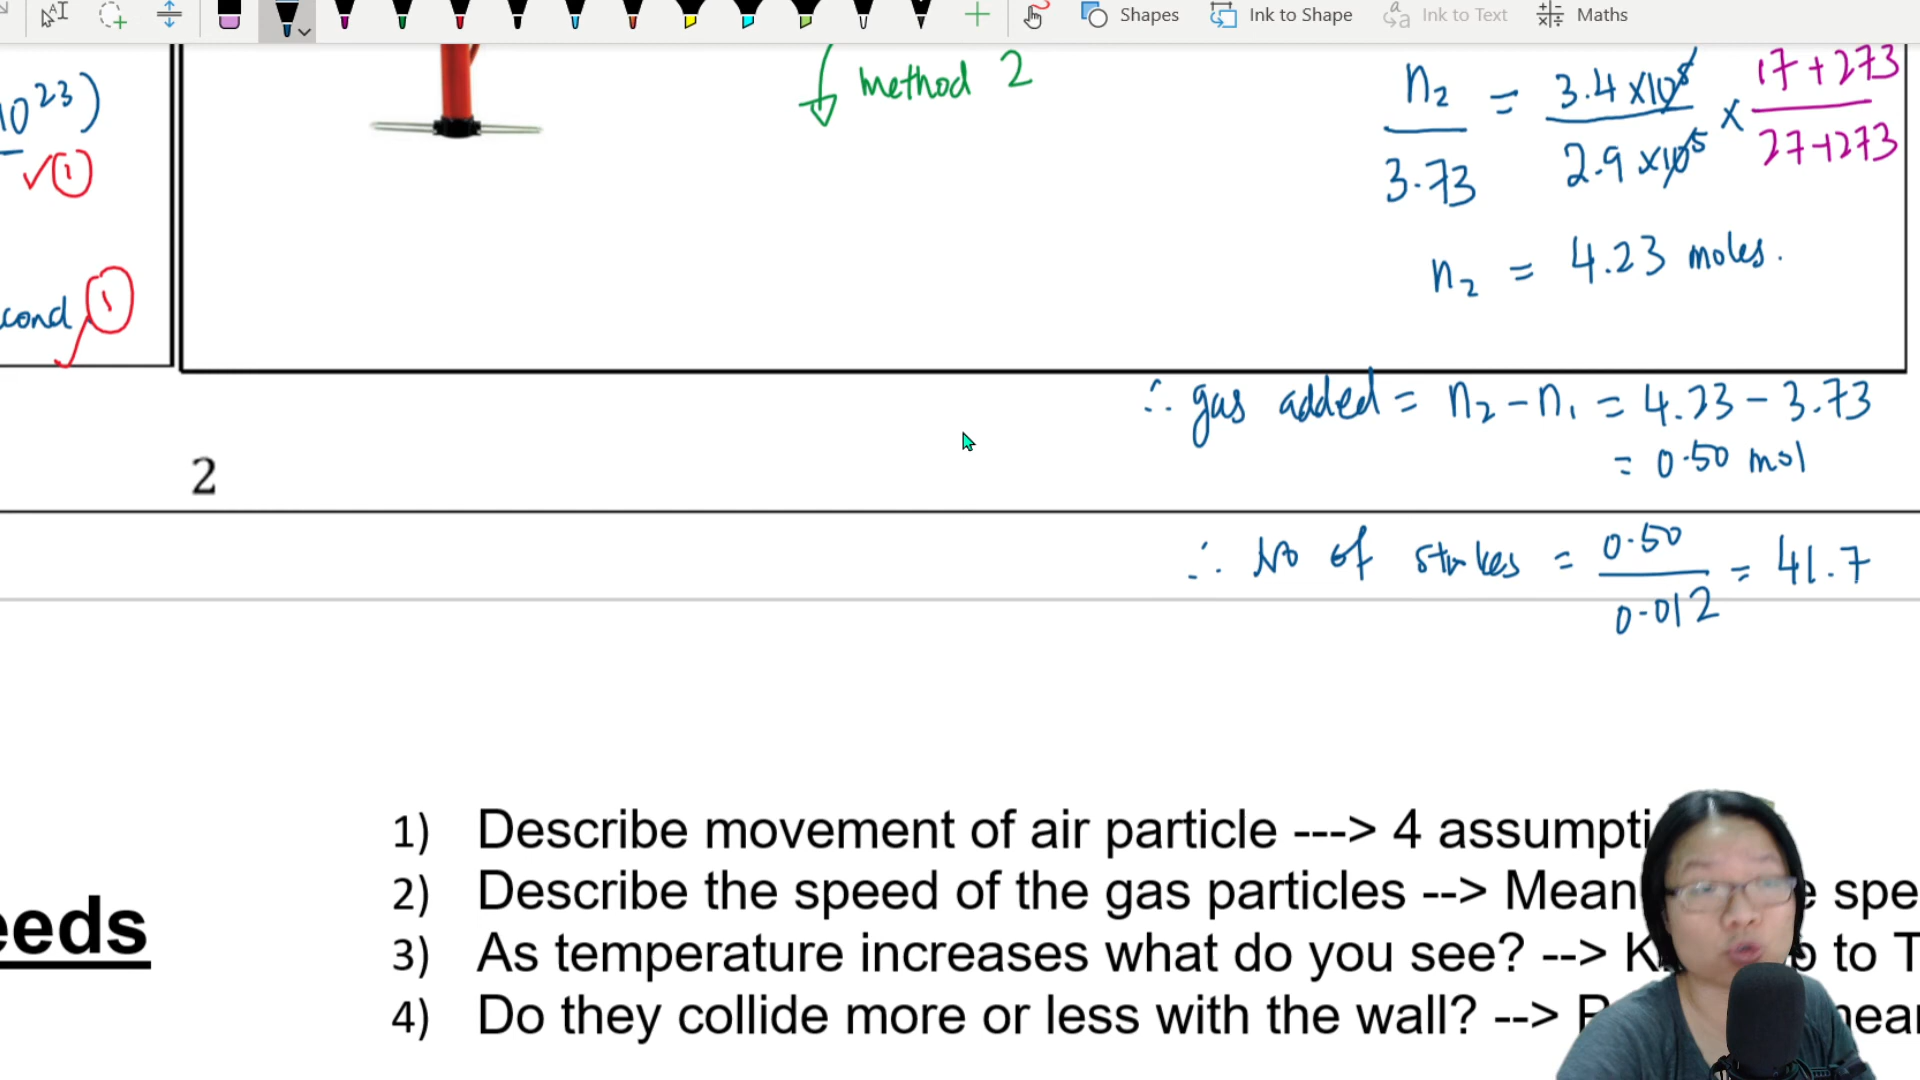 Shapes Ink to Shape Ink to Text Maths
10²³)
✓①
cond ①
method 2
n₂ / 3.73 = 3.4 ×10⁵ / 2.9 ×10⁵ × 17+273 / 27+273
n₂ = 4.23 moles.
∴ gas added = n₂ – n₁ = 4.23 – 3.73
= 0.50 mol
2
∴ No of strokes = 0.50 / 0.012 = 41.7
eeds
1) Describe movement of air particle ---> 4 assumpti
2) Describe the speed of the gas particles --> Mean spe
3) As temperature increases what do you see? --> K to T
4) Do they collide more or less with the wall? -->